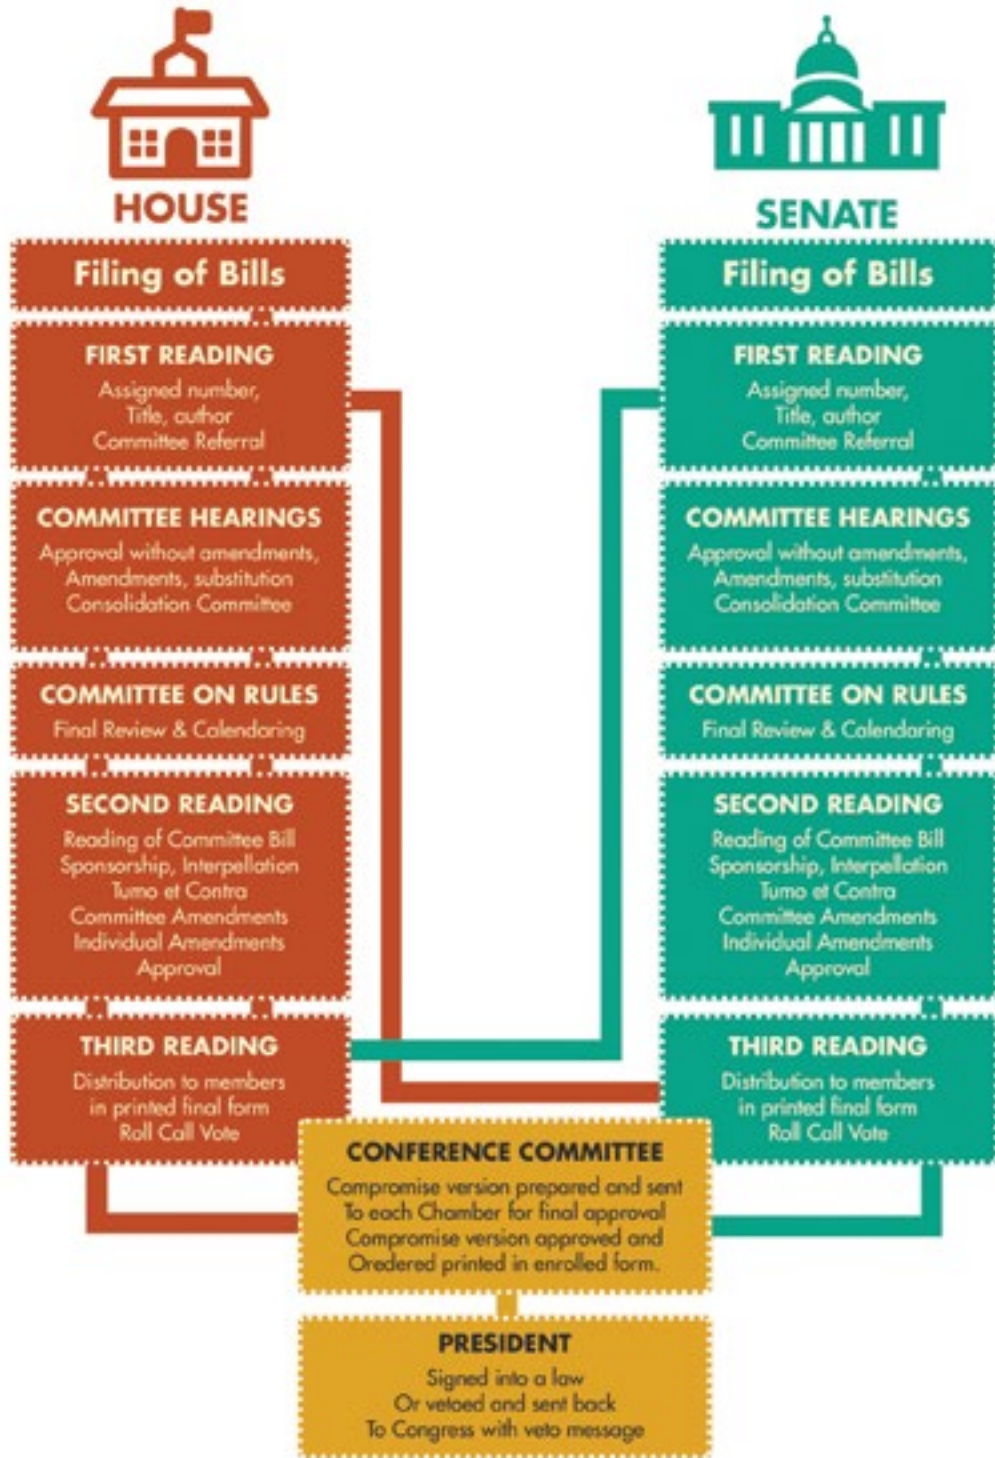 HOUSE
Filing of Bills
FIRST READING
Assigned number,
Title, author
Committee Referral
COMMITTEE HEARINGS
Approval without amendments,
Amendments, substitution
Consolidation Committee
COMMITTEE ON RULES
Final Review & Calendaring
SECOND READING
Reading of Committee Bill
Sponsorship, Interpellation
Turno et Contra
Committee Amendments
Individual Amendments
Approval
THIRD READING
Distribution to members
in printed final form
Roll Call Vote
SENATE
Filing of Bills
FIRST READING
Assigned number,
Title, author
Committee Referral
COMMITTEE HEARINGS
Approval without amendments,
Amendments, substitution
Consolidation Committee
COMMITTEE ON RULES
Final Review & Calendaring
SECOND READING
Reading of Committee Bill
Sponsorship, Interpellation
Turno et Contra
Committee Amendments
Individual Amendments
Approval
THIRD READING
Distribution to members
in printed final form
Roll Call Vote
CONFERENCE COMMITTEE
Compromise version prepared and sent
To each Chamber for final approval
Compromise version approved and
Oredered printed in enrolled form.
PRESIDENT
Signed into a law
Or vetoed and sent back
To Congress with veto message